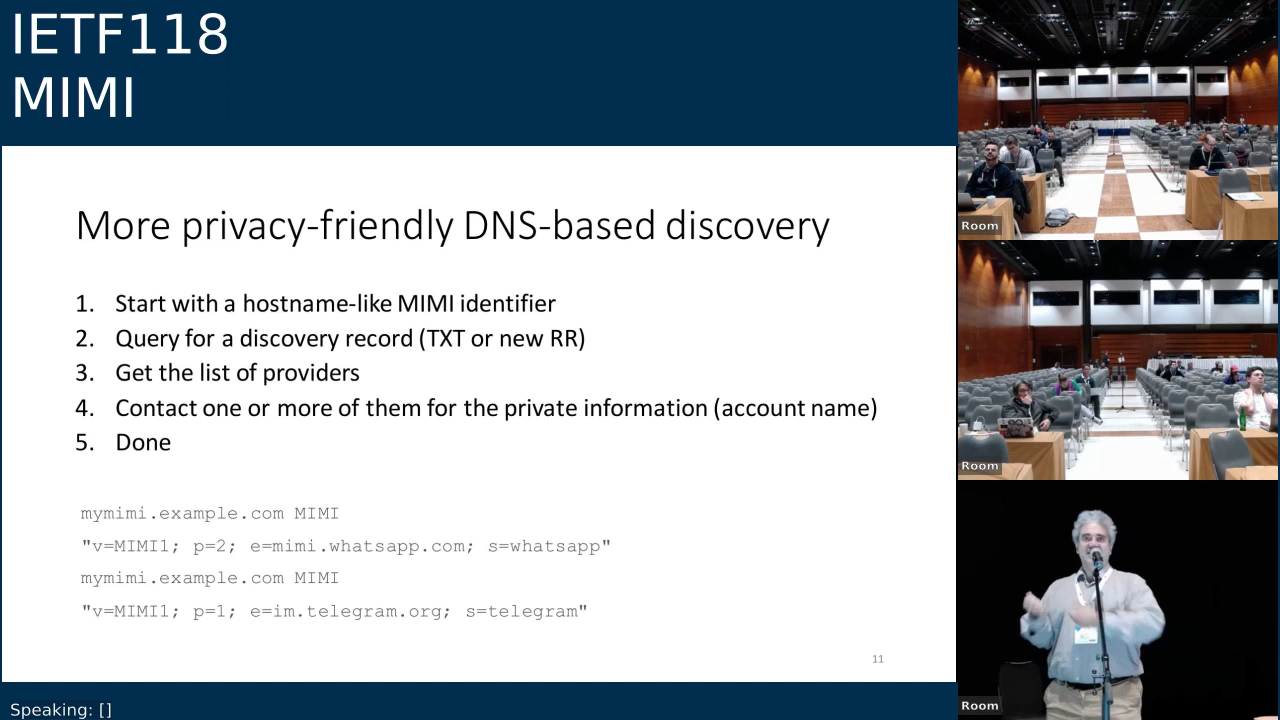 IETF118
MIMI
More privacy-friendly DNS-based discovery
1. Start with a hostname-like MIMI identifier
2. Query for a discovery record (TXT or new RR)
3. Get the list of providers
4. Contact one or more of them for the private information (account name)
5. Done
mymimi.example.com MIMI
"v=MIMI1; p=2; e=mimi.whatsapp.com; s=whatsapp"
mymimi.example.com MIMI
"v=MIMI1; p=1; e=im.telegram.org; s=telegram"
11
Speaking: []
Room
Room
Room